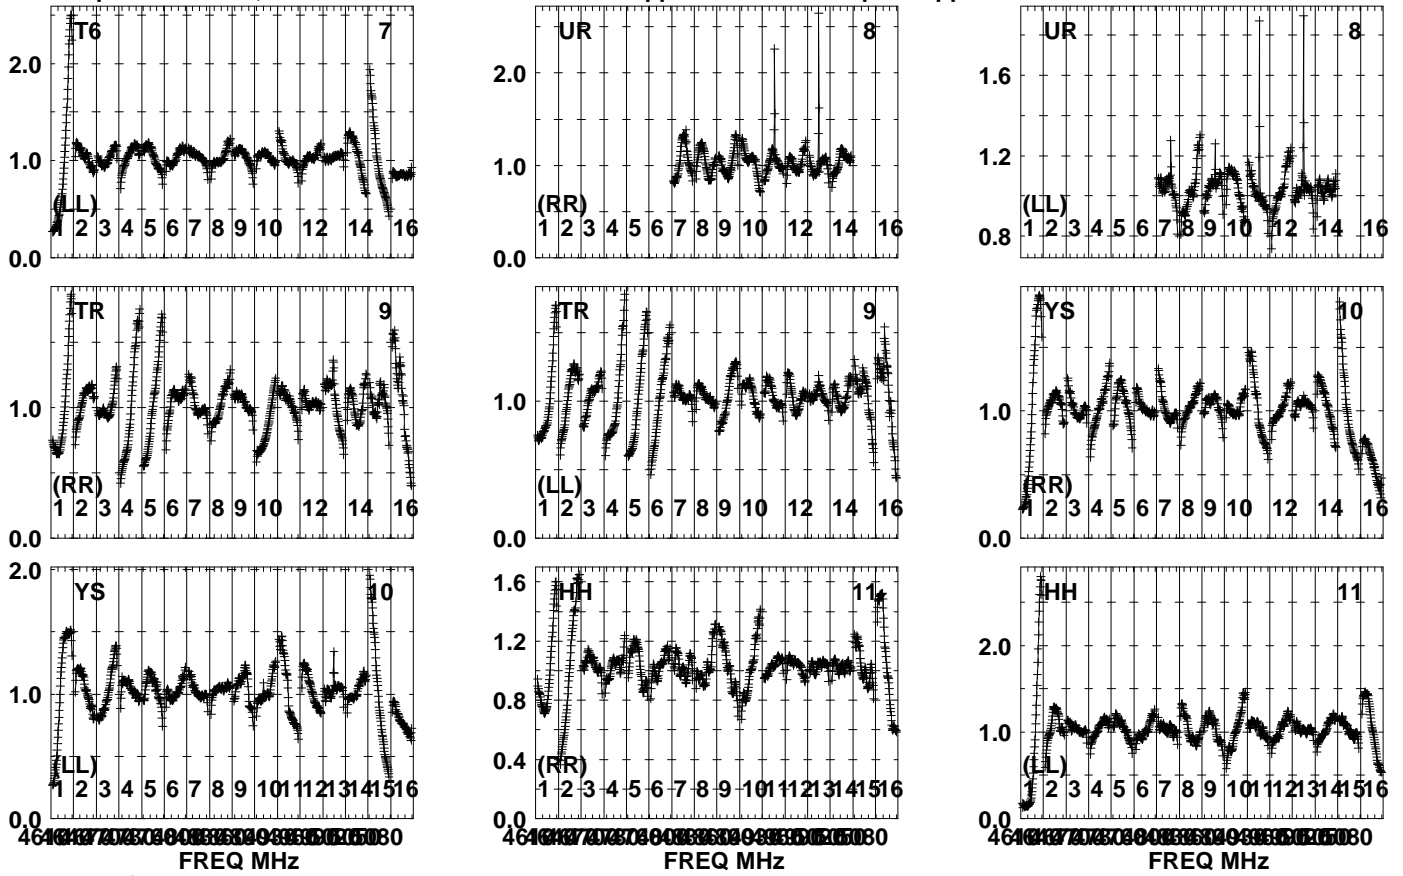 T6 7
2.0
1.0
0.0
(LL)
1 2 3 4 5 6 7 8 9 10 12 14 16
UR 8
2.0
1.0
0.0
(RR)
1 2 3 4 5 6 7 8 9 10 12 14 16
UR 8
1.6
1.2
0.8
(LL)
1 2 3 4 5 6 7 8 9 10 12 14 16
TR 9
1.0
0.0
(RR)
1 2 3 4 5 6 7 8 9 10 12 14 16
TR 9
1.0
0.0
(LL)
1 2 3 4 5 6 7 8 9 10 12 14 16
YS 10
1.0
0.0
(RR)
1 2 3 4 5 6 7 8 9 10 12 14 16
YS 10
2.0
1.0
0.0
(LL)
1 2 3 4 5 6 7 8 9 10 11 12 13 14 15 16
HH 11
1.6
1.2
0.8
0.4
0.0
(RR)
1 2 3 4 5 6 7 8 9 10 11 12 13 14 15 16
HH 11
2.0
1.0
0.0
(LL)
1 2 3 4 5 6 7 8 9 10 11 12 13 14 15 16
FREQ MHz FREQ MHz FREQ MHz